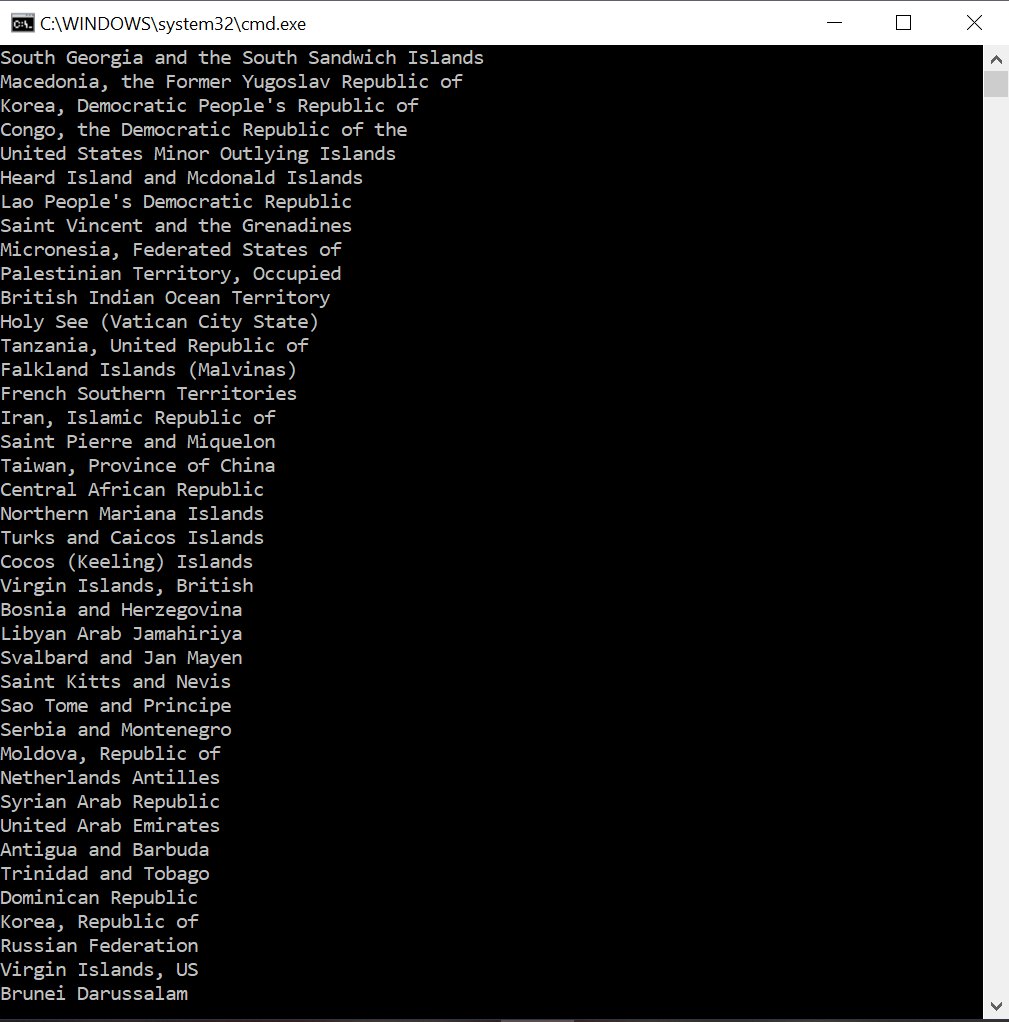 C:\WINDOWS\system32\cmd.exe
South Georgia and the South Sandwich Islands
Macedonia, the Former Yugoslav Republic of
Korea, Democratic People's Republic of
Congo, the Democratic Republic of the
United States Minor Outlying Islands
Heard Island and Mcdonald Islands
Lao People's Democratic Republic
Saint Vincent and the Grenadines
Micronesia, Federated States of
Palestinian Territory, Occupied
British Indian Ocean Territory
Holy See (Vatican City State)
Tanzania, United Republic of
Falkland Islands (Malvinas)
French Southern Territories
Iran, Islamic Republic of
Saint Pierre and Miquelon
Taiwan, Province of China
Central African Republic
Northern Mariana Islands
Turks and Caicos Islands
Cocos (Keeling) Islands
Virgin Islands, British
Bosnia and Herzegovina
Libyan Arab Jamahiriya
Svalbard and Jan Mayen
Saint Kitts and Nevis
Sao Tome and Principe
Serbia and Montenegro
Moldova, Republic of
Netherlands Antilles
Syrian Arab Republic
United Arab Emirates
Antigua and Barbuda
Trinidad and Tobago
Dominican Republic
Korea, Republic of
Russian Federation
Virgin Islands, US
Brunei Darussalam